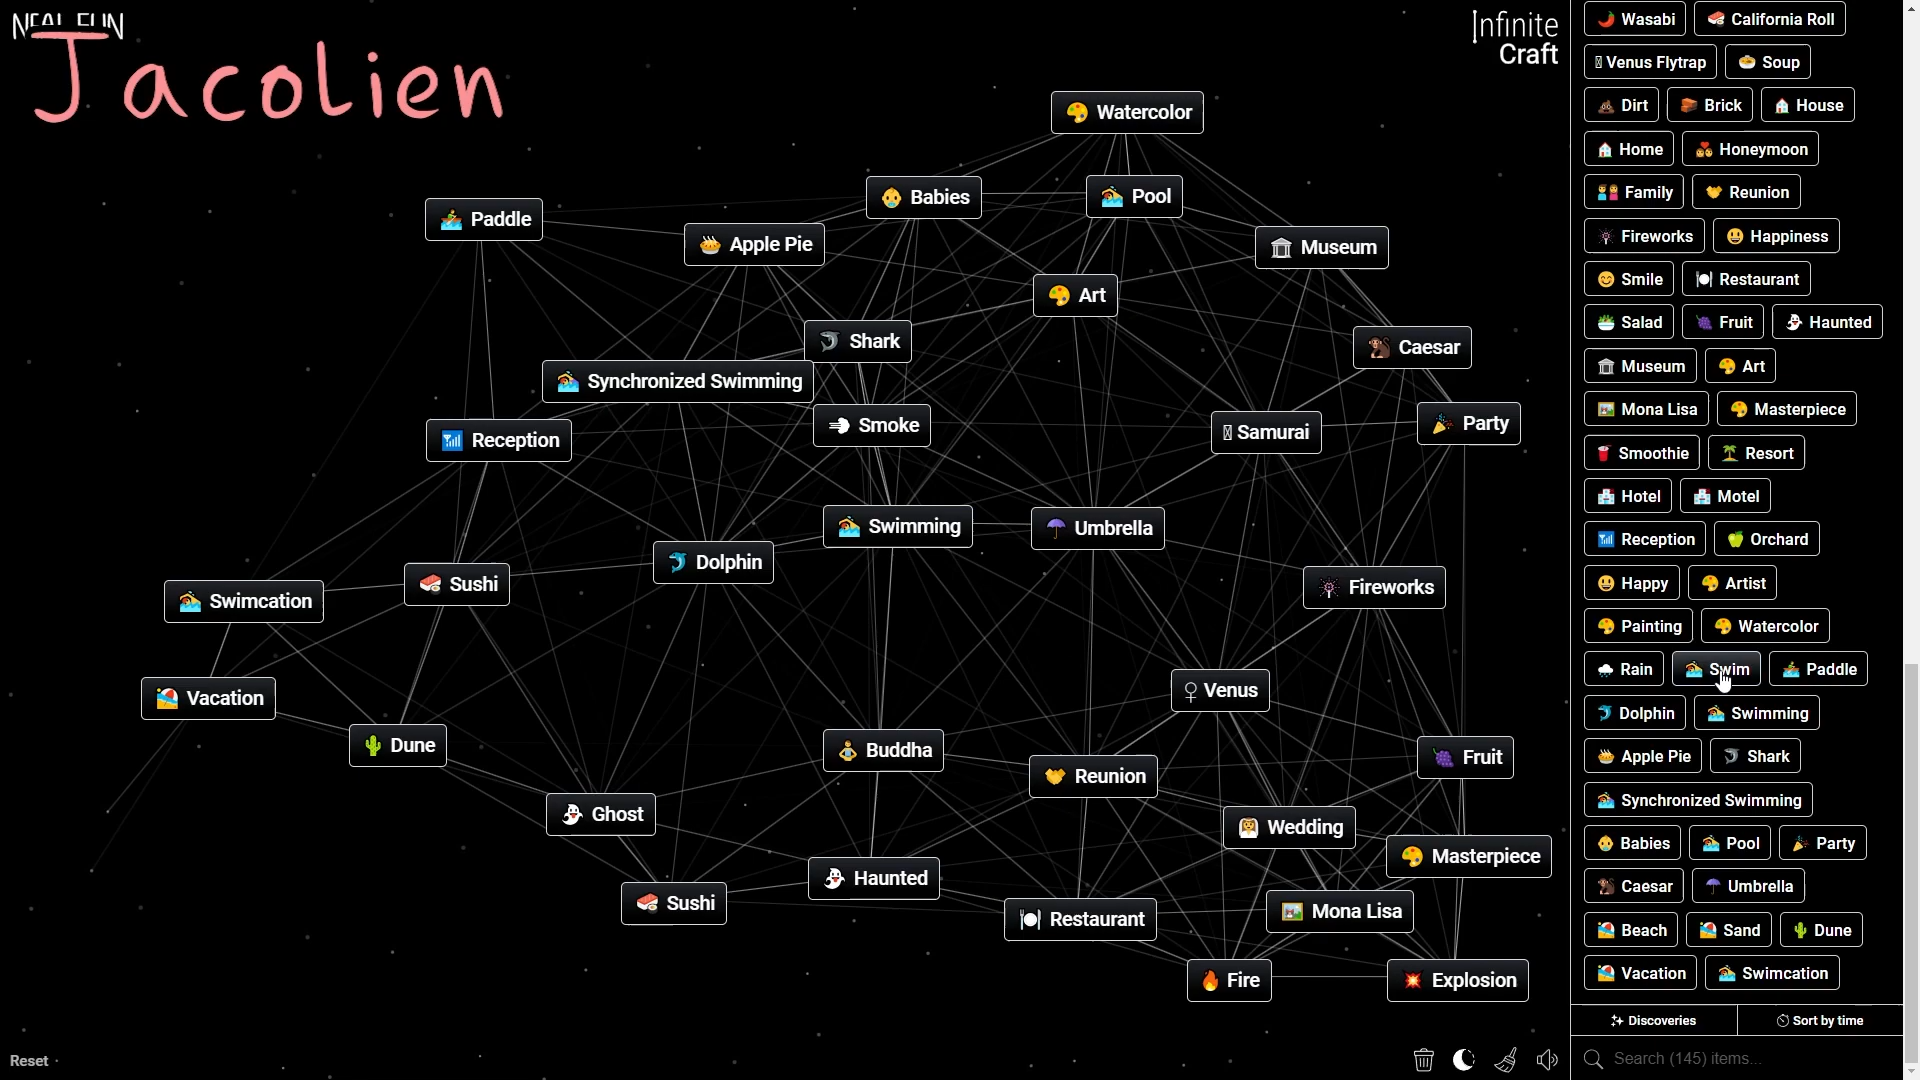 NEAL.FUN
Jacolien
Infinite
Craft
Watercolor
Babies
Pool
Paddle
Apple Pie
Museum
Art
Shark
Caesar
Synchronized Swimming
Smoke
Party
Samurai
Reception
Swimming
Umbrella
Dolphin
Sushi
Fireworks
Swimcation
Venus
Vacation
Dune
Buddha
Fruit
Reunion
Ghost
Wedding
Masterpiece
Haunted
Sushi
Mona Lisa
Restaurant
Fire
Explosion
Reset
Wasabi California Roll
Venus Flytrap Soup
Dirt Brick House
Home Honeymoon
Family Reunion
Fireworks Happiness
Smile Restaurant
Salad Fruit Haunted
Museum Art
Mona Lisa Masterpiece
Smoothie Resort
Hotel Motel
Reception Orchard
Happy Artist
Painting Watercolor
Rain Swim Paddle
Dolphin Swimming
Apple Pie Shark
Synchronized Swimming
Babies Pool Party
Caesar Umbrella
Beach Sand Dune
Vacation Swimcation
Discoveries Sort by time
Search (145) items...